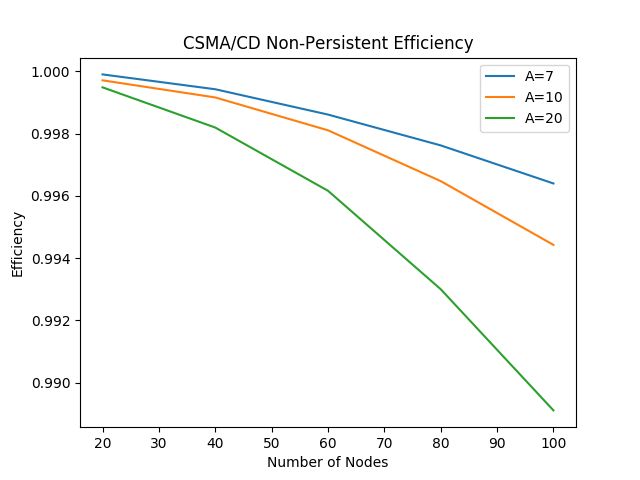 CSMA/CD Non-Persistent Efficiency
A=7
A=10
A=20
1.000
0.998
0.996
0.994
0.992
0.990
Efficiency
20 30 40 50 60 70 80 90 100
Number of Nodes